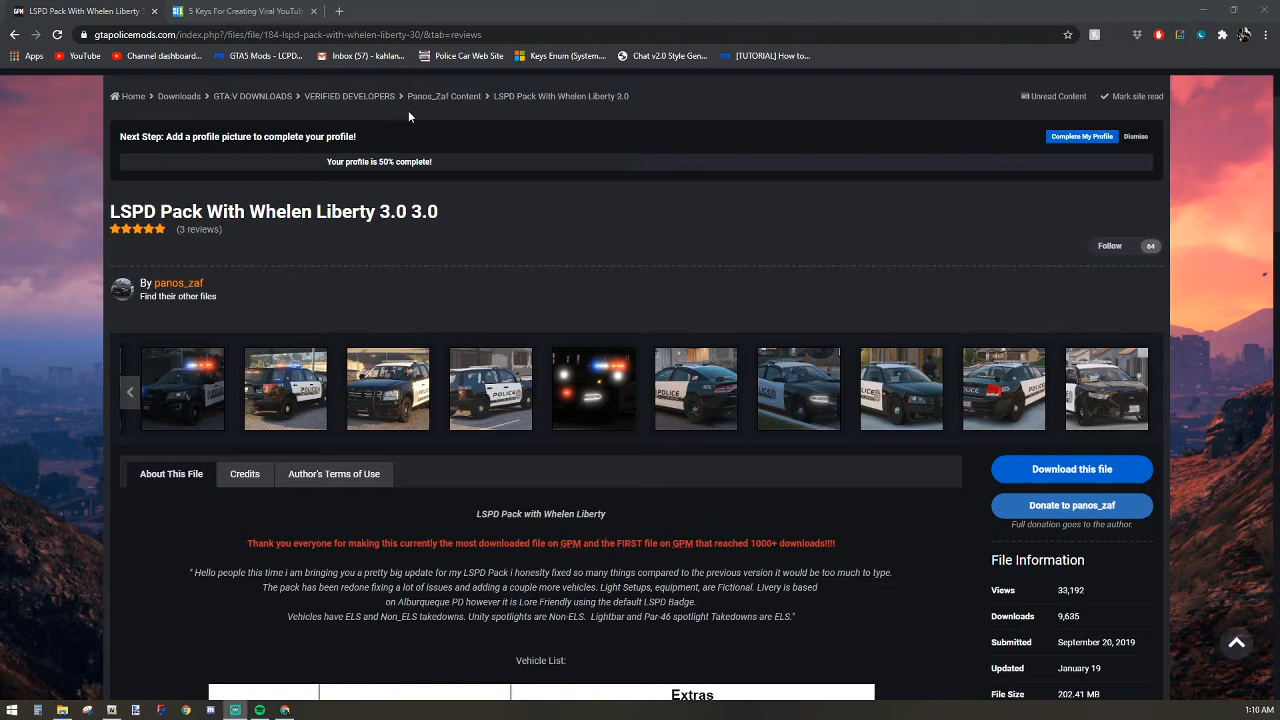 LSPD Pack With Whelen Liberty 3
5 Keys For Creating Viral YouTub
gtapolicemods.com/index.php?/files/file/184-lspd-pack-with-whelen-liberty-30/&tab=reviews
Apps YouTube Channel dashboard... GTA5 Mods - LCPD... Inbox (57) - kahlan... Police Car Web Site Keys Enum (System.... Chat v2.0 Style Gen... [TUTORIAL] How to...
Home > Downloads > GTA:V DOWNLOADS > VERIFIED DEVELOPERS > Panos_Zaf Content > LSPD Pack With Whelen Liberty 3.0
Unread Content Mark site read
Next Step: Add a profile picture to complete your profile!
Complete My Profile Dismiss
Your profile is 50% complete!
LSPD Pack With Whelen Liberty 3.0 3.0
(3 reviews)
Follow 64
By panos_zaf
Find their other files
About This File Credits Author's Terms of Use
Download this file
Donate to panos_zaf
Full donation goes to the author.
LSPD Pack with Whelen Liberty
Thank you everyone for making this currently the most downloaded file on GPM and the FIRST file on GPM that reached 1000+ downloads!!!!
" Hello people this time i am bringing you a pretty big update for my LSPD Pack i honeslty fixed so many things compared to the previous version it would be too much to type.
The pack has been redone fixing a lot of issues and adding a couple more vehicles. Light Setups, equipment, are Fictional. Livery is based
on Alburgueque PD however it is Lore Friendly using the default LSPD Badge.
Vehicles have ELS and Non_ELS takedowns. Unity spotlights are Non-ELS. Lightbar and Par-46 spotlight Takedowns are ELS."
Vehicle List:
Extras
File Information
Views 33,192
Downloads 9,635
Submitted September 20, 2019
Updated January 19
File Size 202.41 MB
1:10 AM